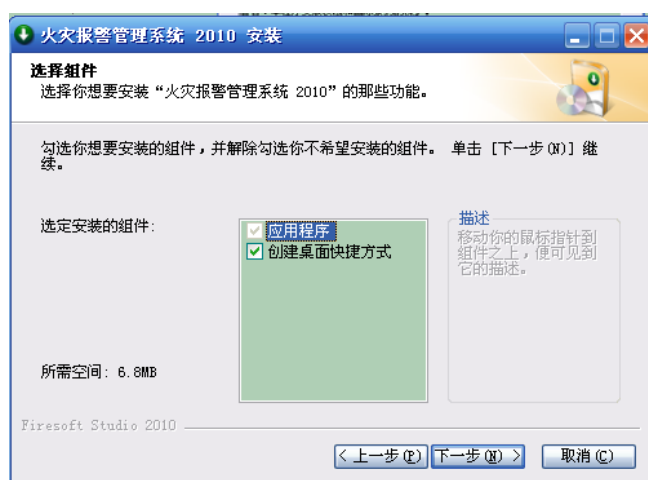 火灾报警管理系统 2010 安装
选择组件
选择你想要安装“火灾报警管理系统 2010”的那些功能。
勾选你想要安装的组件，并解除勾选你不希望安装的组件。 单击 [下一步(N)] 继
续。
选定安装的组件:
应用程序
创建桌面快捷方式
描述
移动你的鼠标指针到
组件之上，便可见到
它的描述。
所需空间: 6.8MB
Firesoft Studio 2010
< 上一步(P)
下一步(N) >
取消(C)